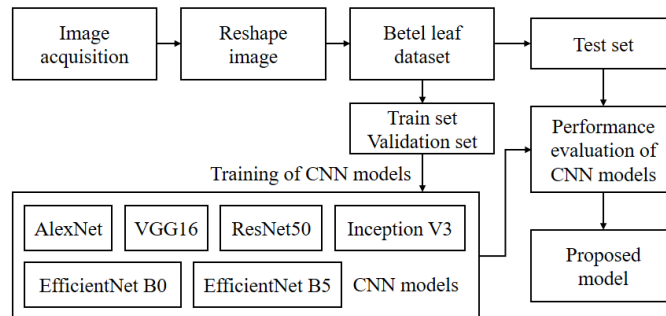 Image
acquisition
Reshape
image
Betel leaf
dataset
Test set
Train set
Validation set
Performance
evaluation of
CNN models
Training of CNN models
AlexNet
VGG16
ResNet50
Inception V3
EfficientNet B0
EfficientNet B5
CNN models
Proposed
model